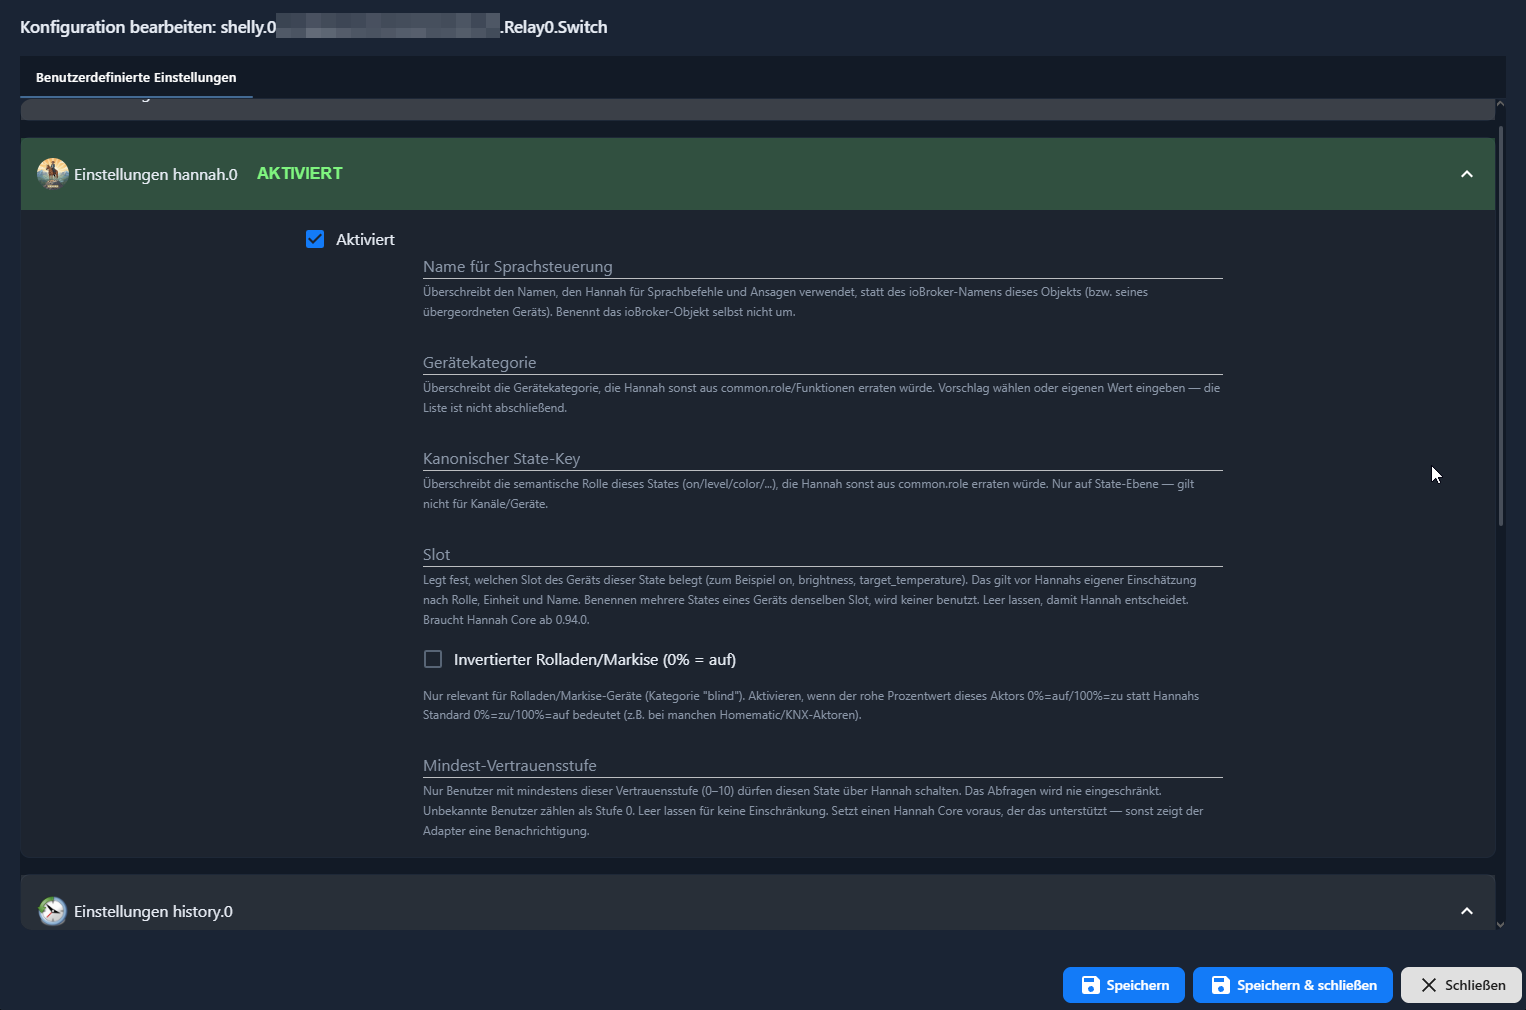 Konfiguration bearbeiten: shelly.0 .Relay0.Switch
Benutzerdefinierte Einstellungen
Einstellungen hannah.0 AKTIVIERT
Aktiviert
Name für Sprachsteuerung
Überschreibt den Namen, den Hannah für Sprachbefehle und Ansagen verwendet, statt des ioBroker-Namens dieses Objekts (bzw. seines
übergeordneten Geräts). Benennt das ioBroker-Objekt selbst nicht um.
Gerätekategorie
Überschreibt die Gerätekategorie, die Hannah sonst aus common.role/Funktionen erraten würde. Vorschlag wählen oder eigenen Wert eingeben — die
Liste ist nicht abschließend.
Kanonischer State-Key
Überschreibt die semantische Rolle dieses States (on/level/color/...), die Hannah sonst aus common.role erraten würde. Nur auf State-Ebene — gilt
nicht für Kanäle/Geräte.
Slot
Legt fest, welchen Slot des Geräts dieser State belegt (zum Beispiel on, brightness, target_temperature). Das gilt vor Hannahs eigener Einschätzung
nach Rolle, Einheit und Name. Benennen mehrere States eines Geräts denselben Slot, wird keiner benutzt. Leer lassen, damit Hannah entscheidet.
Braucht Hannah Core ab 0.94.0.
Invertierter Rolladen/Markise (0% = auf)
Nur relevant für Rolladen/Markise-Geräte (Kategorie "blind"). Aktivieren, wenn der rohe Prozentwert dieses Aktors 0%=auf/100%=zu statt Hannahs
Standard 0%=zu/100%=auf bedeutet (z.B. bei manchen Homematic/KNX-Aktoren).
Mindest-Vertrauensstufe
Nur Benutzer mit mindestens dieser Vertrauensstufe (0–10) dürfen diesen State über Hannah schalten. Das Abfragen wird nie eingeschränkt.
Unbekannte Benutzer zählen als Stufe 0. Leer lassen für keine Einschränkung. Setzt einen Hannah Core voraus, der das unterstützt — sonst zeigt der
Adapter eine Benachrichtigung.
Einstellungen history.0
Speichern Speichern & schließen Schließen